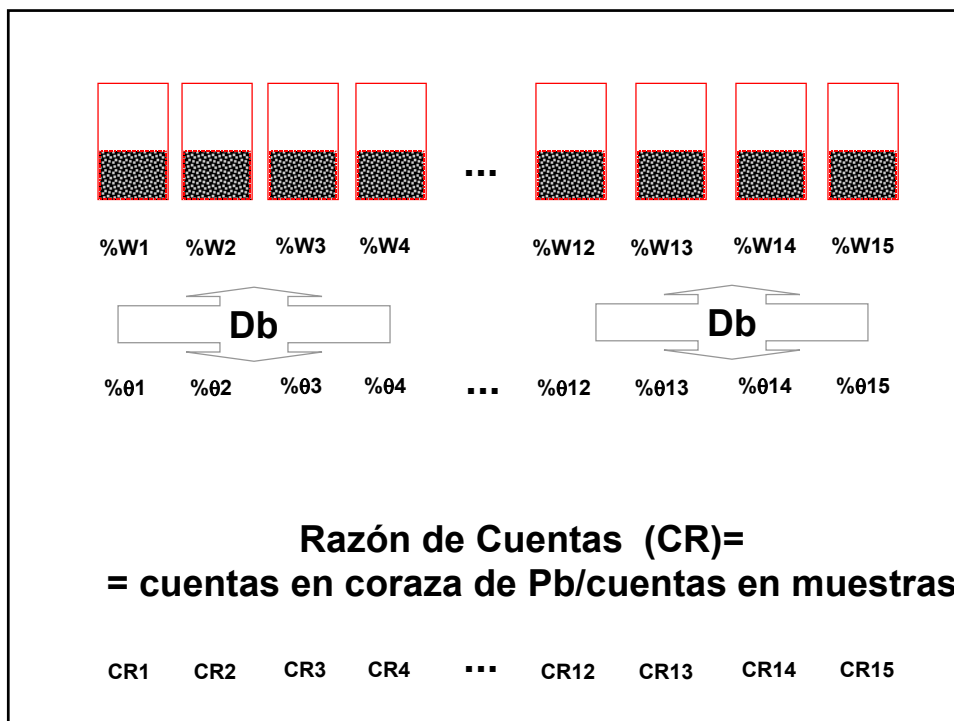 ...
%W1 %W2 %W3 %W4 %W12 %W13 %W14 %W15
Db Db
%θ1 %θ2 %θ3 %θ4 ... %θ12 %θ13 %θ14 %θ15
Razón de Cuentas (CR)=
= cuentas en coraza de Pb/cuentas en muestras
CR1 CR2 CR3 CR4 ... CR12 CR13 CR14 CR15